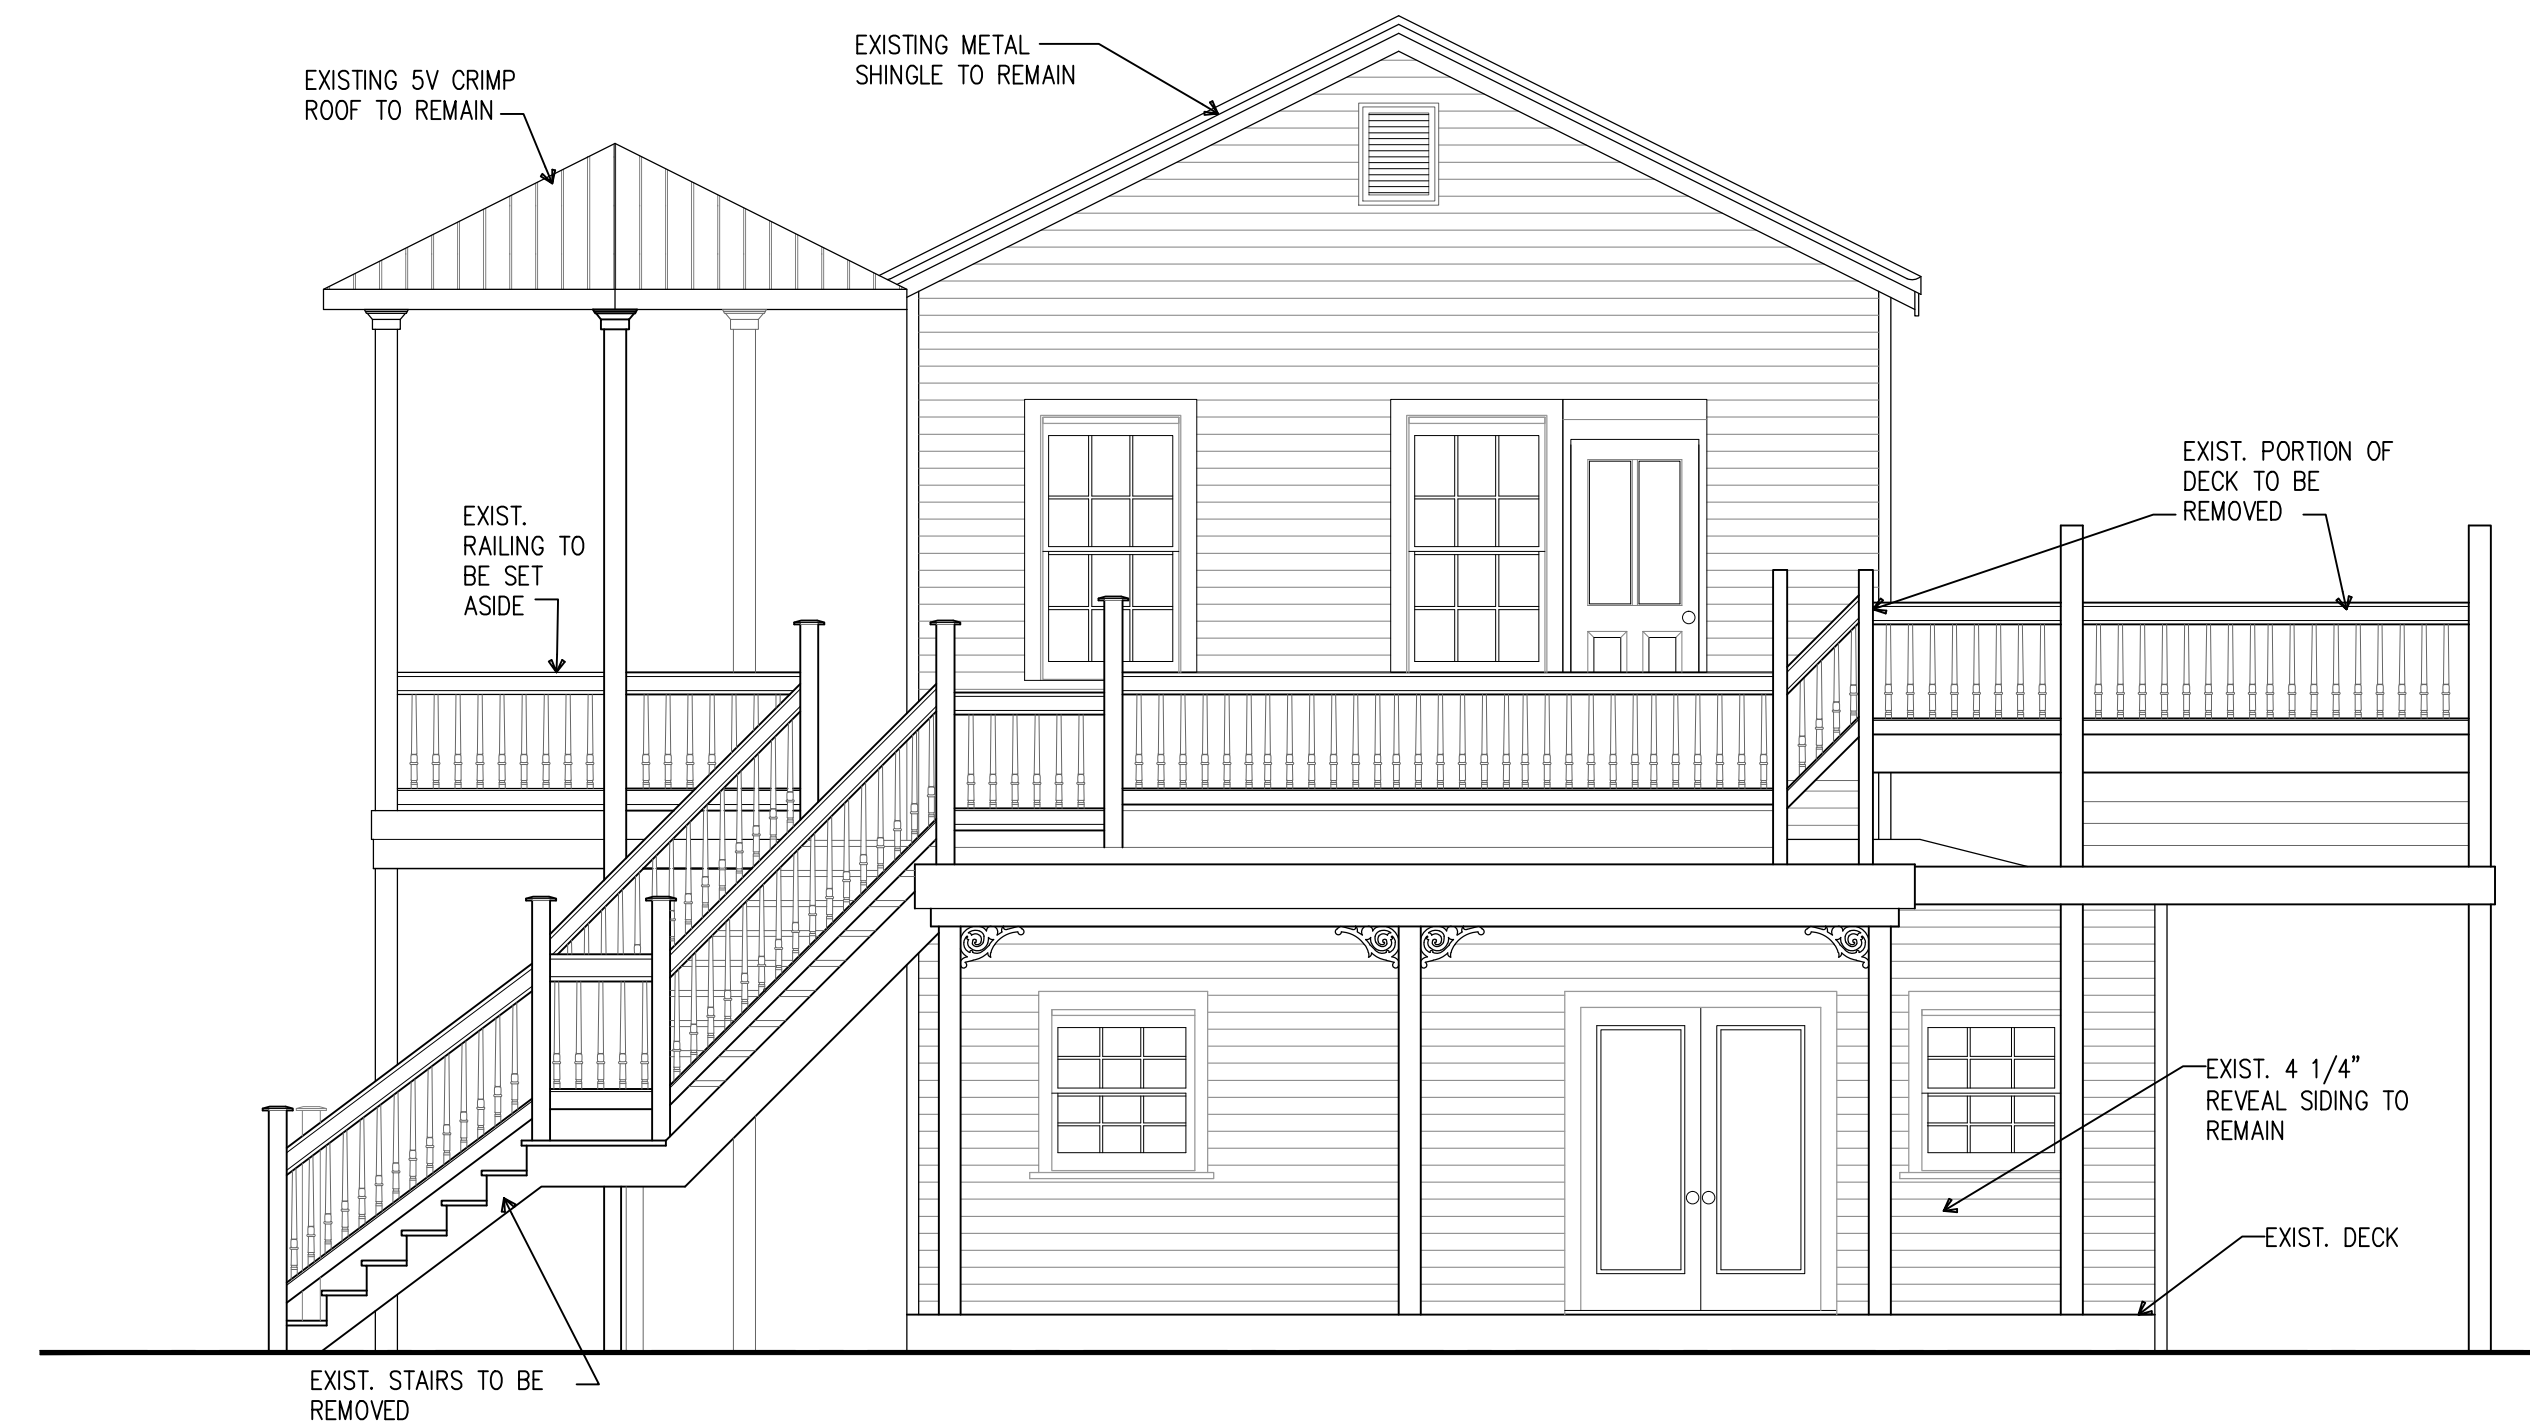 EXISTING METAL
SHINGLE TO REMAIN
EXISTING 5V CRIMP
ROOF TO REMAIN
EXIST. PORTION OF
DECK TO BE
REMOVED
EXIST.
RAILING TO
BE SET
ASIDE
EXIST. 4 1/4"
REVEAL SIDING TO
REMAIN
EXIST. DECK
EXIST. STAIRS TO BE
REMOVED